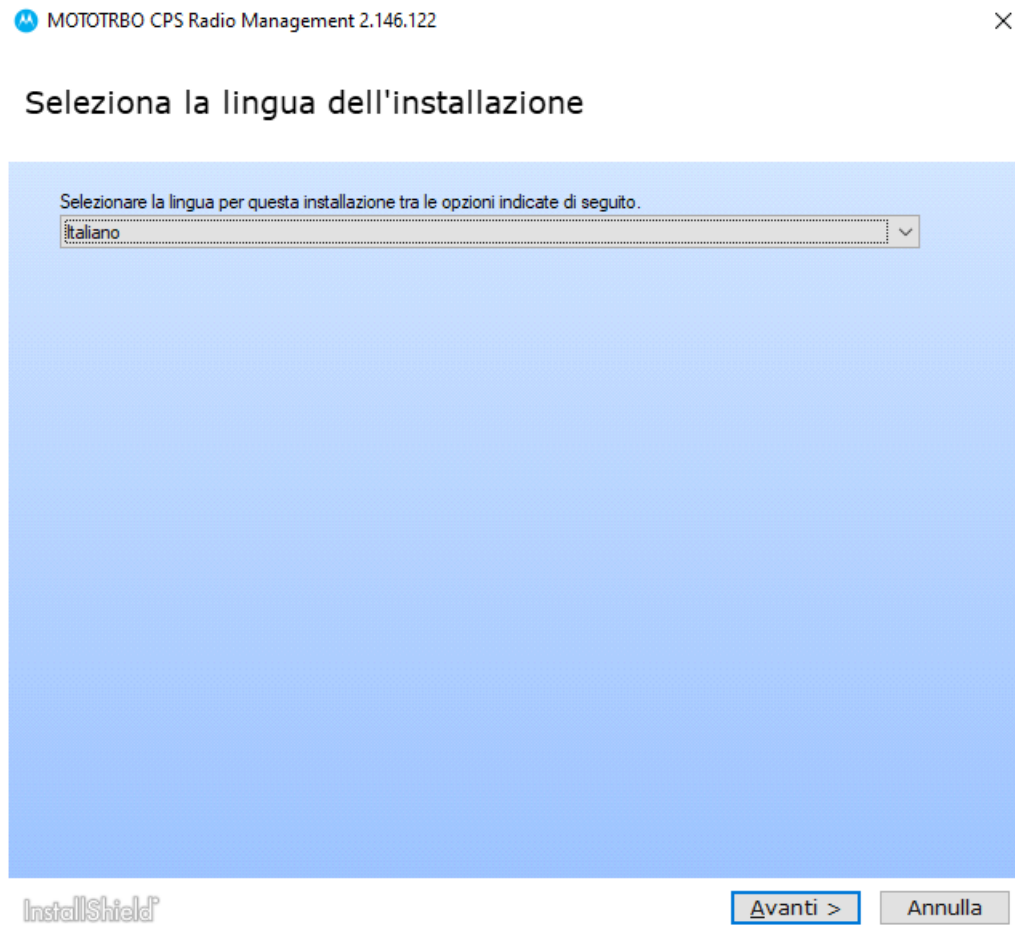 MOTOTRBO CPS Radio Management 2.146.122
Seleziona la lingua dell'installazione
Selezionare la lingua per questa installazione tra le opzioni indicate di seguito.
Italiano
InstallShield®
Avanti >
Annulla